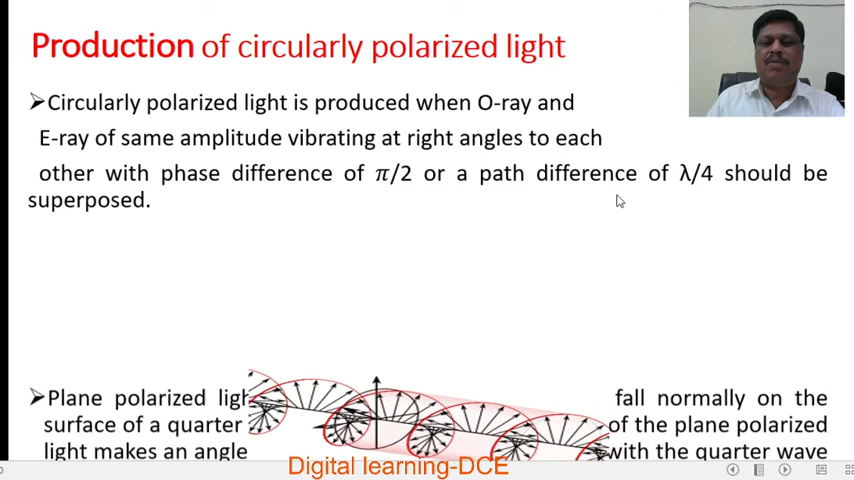 Production of circularly polarized light
➢Circularly polarized light is produced when O-ray and
E-ray of same amplitude vibrating at right angles to each
other with phase difference of π/2 or a path difference of λ/4 should be
superposed.
➢Plane polarized fall normally on the
surface of a quarter of the plane polarized
light makes an angle with the quarter wave
Digital learning-DCE